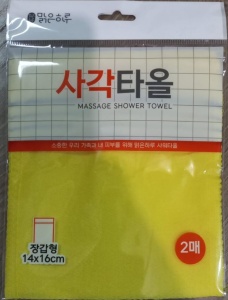 맑은하루
사각타올
MASSAGE SHOWER TOWEL
소중한 우리 가족과 내 피부를 위해 맑은하루 사각타올
장갑형
14x16cm
2매